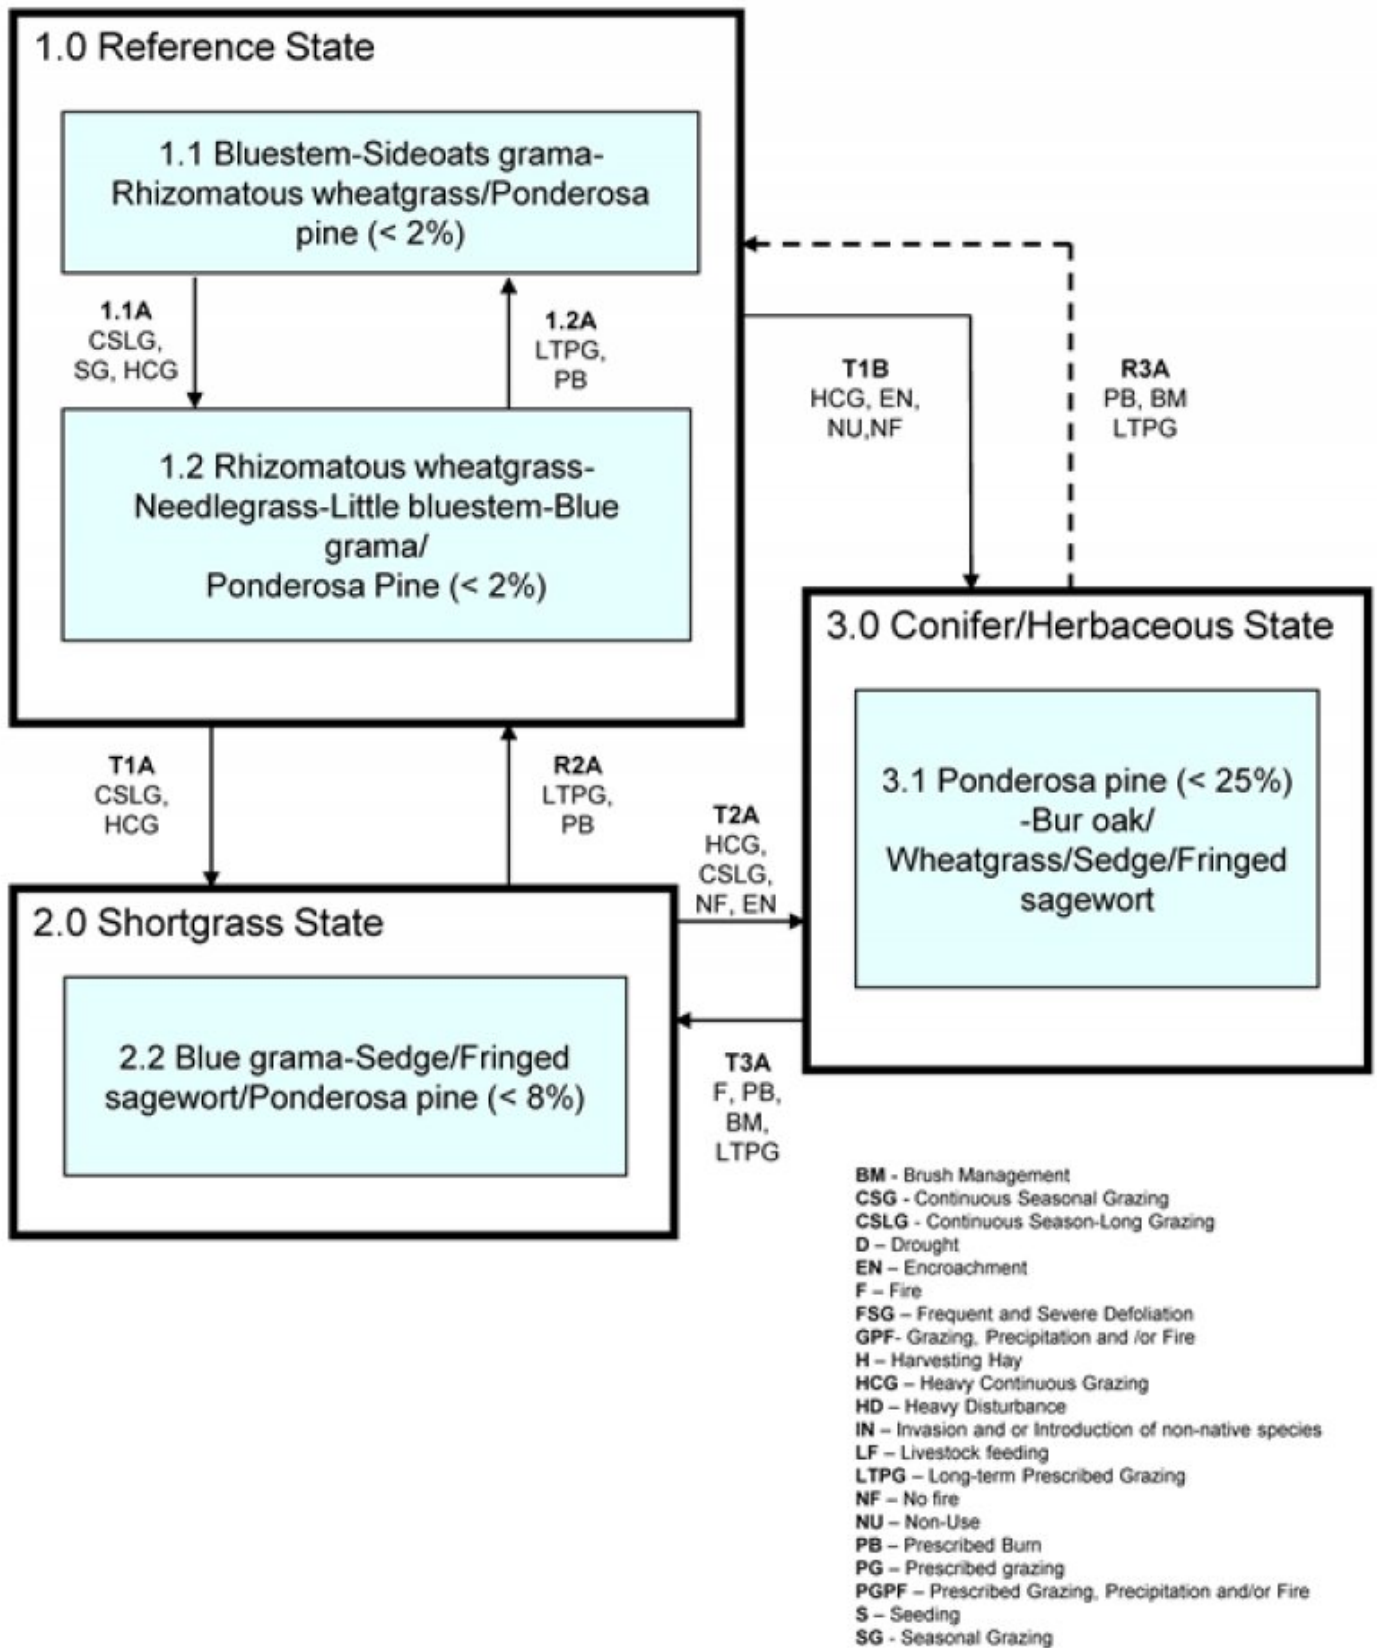 1.0 Reference State
1.1 Bluestem-Sideoats grama-
Rhizomatous wheatgrass/Ponderosa
pine (< 2%)
1.1A
CSLG,
SG, HCG
1.2A
LTPG,
PB
1.2 Rhizomatous wheatgrass-
Needlegrass-Little bluestem-Blue
grama/
Ponderosa Pine (< 2%)
T1B
HCG, EN,
NU,NF
R3A
PB, BM
LTPG
3.0 Conifer/Herbaceous State
3.1 Ponderosa pine (< 25%)
-Bur oak/
Wheatgrass/Sedge/Fringed
sagewort
T1A
CSLG,
HCG
R2A
LTPG,
PB
T2A
HCG,
CSLG,
NF, EN
2.0 Shortgrass State
2.2 Blue grama-Sedge/Fringed
sagewort/Ponderosa pine (< 8%)
T3A
F, PB,
BM,
LTPG
BM - Brush Management
CSG - Continuous Seasonal Grazing
CSLG - Continuous Season-Long Grazing
D – Drought
EN – Encroachment
F – Fire
FSG – Frequent and Severe Defoliation
GPF- Grazing, Precipitation and /or Fire
H – Harvesting Hay
HCG – Heavy Continuous Grazing
HD – Heavy Disturbance
IN – Invasion and or Introduction of non-native species
LF – Livestock feeding
LTPG – Long-term Prescribed Grazing
NF – No fire
NU – Non-Use
PB – Prescribed Burn
PG – Prescribed grazing
PGPF – Prescribed Grazing, Precipitation and/or Fire
S – Seeding
SG - Seasonal Grazing